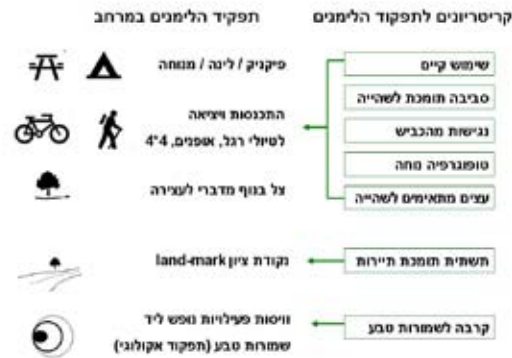 קריטריונים לתפקוד הלימנים
תפקיד הלימנים במרחב
שימוש קיים
סביבה תומכת לשהייה
נגישות מהכביש
טופוגרפיה נוחה
עצים מתאימים לשהייה
פיקניק / לינה / מנוחה
התכנסות ויציאה
לטיולי רגל, אופנים, 4*4
צל בנוף מדברי לעצירה
תשתית תומכת תיירות
נקודת ציון land-mark
קרבה לשמורות טבע
וויסות פעילויות נופש ליד
שמורות טבע (תפקוד אקולוגי)